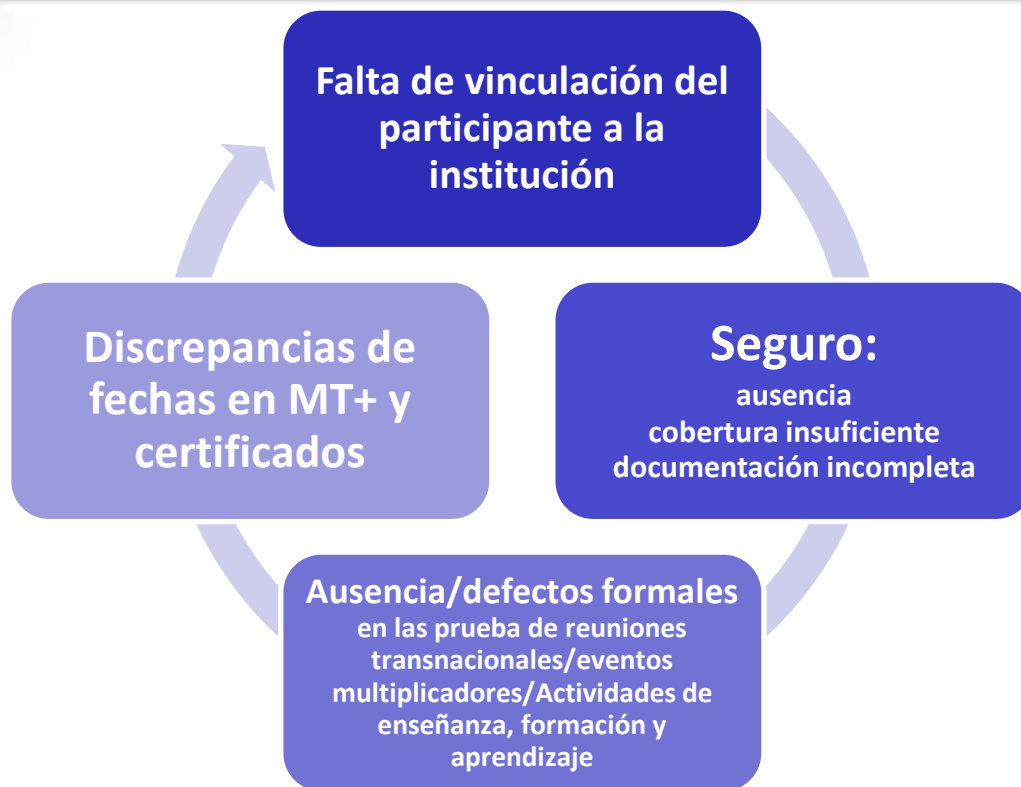 Falta de vinculación del
participante a la
institución
Seguro:
ausencia
cobertura insuficiente
documentación incompleta
Ausencia/defectos formales
en las prueba de reuniones
transnacionales/eventos
multiplicadores/Actividades de
enseñanza, formación y
aprendizaje
Discrepancias de
fechas en MT+ y
certificados